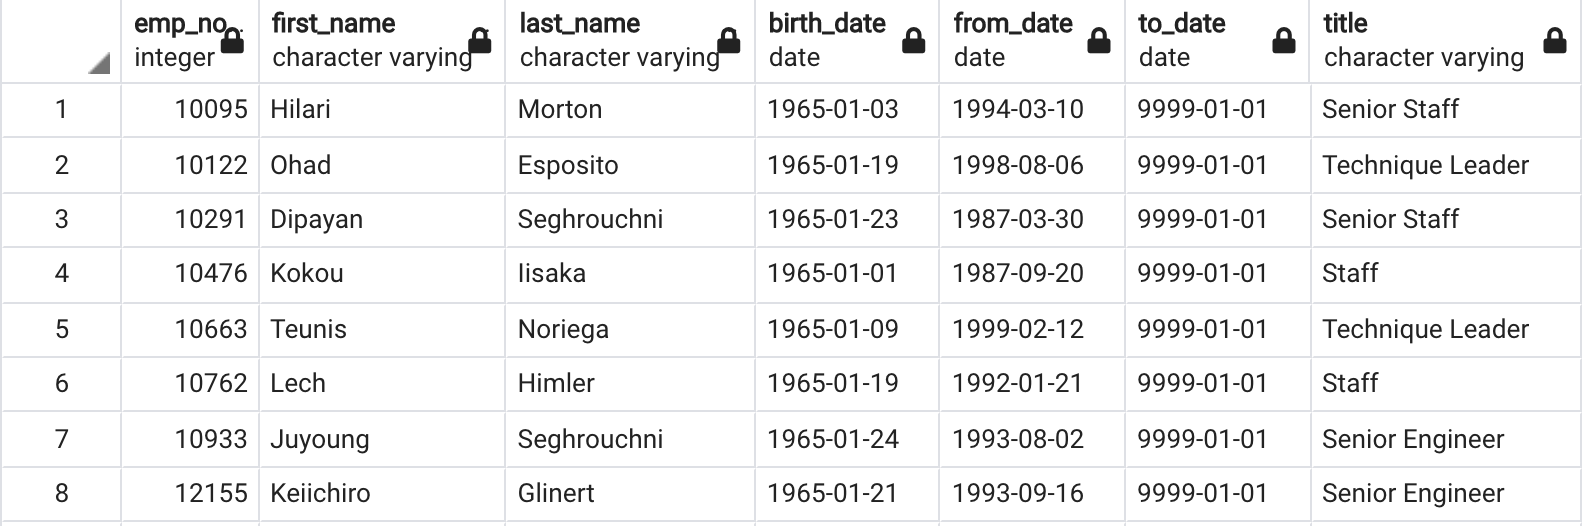 emp_no first_name last_name birth_date from_date to_date title
integer character varying character varying date date date character varying
1 10095 Hilari Morton 1965-01-03 1994-03-10 9999-01-01 Senior Staff
2 10122 Ohad Esposito 1965-01-19 1998-08-06 9999-01-01 Technique Leader
3 10291 Dipayan Seghrouchni 1965-01-23 1987-03-30 9999-01-01 Senior Staff
4 10476 Kokou Iisaka 1965-01-01 1987-09-20 9999-01-01 Staff
5 10663 Teunis Noriega 1965-01-09 1999-02-12 9999-01-01 Technique Leader
6 10762 Lech Himler 1965-01-19 1992-01-21 9999-01-01 Staff
7 10933 Juyoung Seghrouchni 1965-01-24 1993-08-02 9999-01-01 Senior Engineer
8 12155 Keiichiro Glinert 1965-01-21 1993-09-16 9999-01-01 Senior Engineer